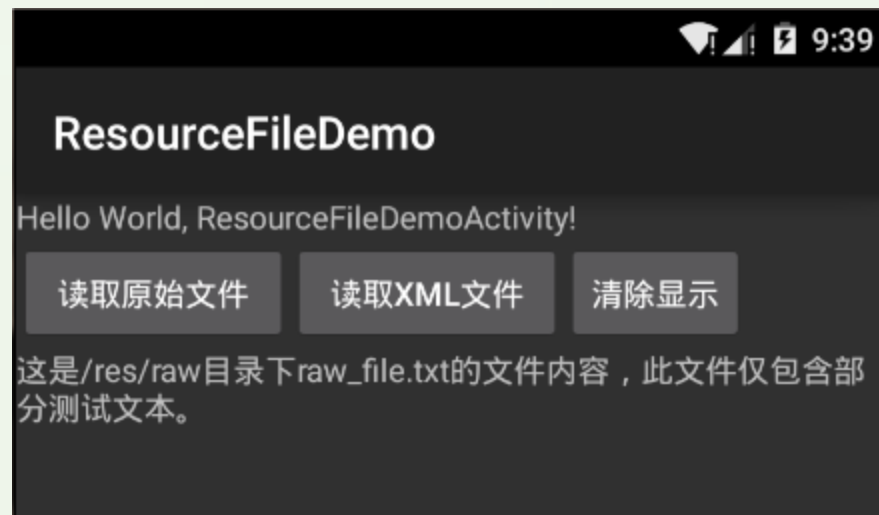 9:39
ResourceFileDemo
Hello World, ResourceFileDemoActivity!
读取原始文件 读取XML文件 清除显示
这是/res/raw目录下raw_file.txt的文件内容，此文件仅包含部
分测试文本。